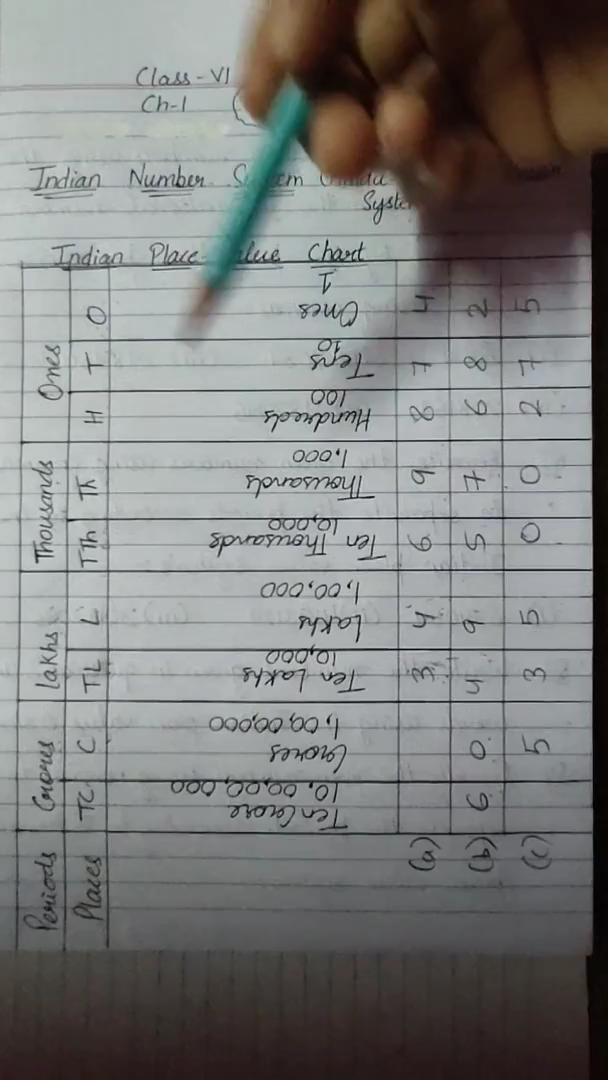 Class-VI
Ch-1
Indian Number
Syste
Indian Place Value Chart
Periods Crores Lakhs Thousands Ones
Places TC C TL L TTh Th H T O
Ten Crore 10,00,00,000
Crores 1,00,00,000
Ten Lakhs 10,000
Lakhs 1,00,000
Ten Thousands 10,000
Thousands 1,000
Hundreds 100
Tens 10
Ones 1
(a) 3 4 6 9 8 7 4
(b) 6 0 4 9 5 7 6 8 2
(c) 5 3 5 0 0 2 7 5